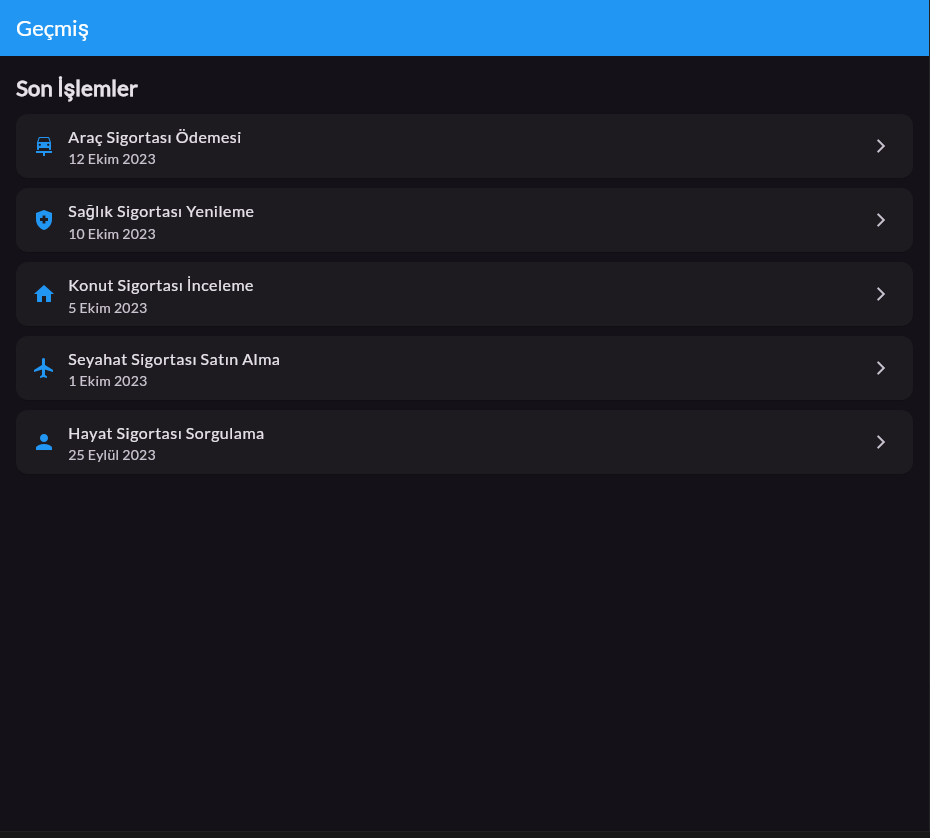 Geçmiş
Son İşlemler
Araç Sigortası Ödemesi
12 Ekim 2023
Sağlık Sigortası Yenileme
10 Ekim 2023
Konut Sigortası İnceleme
5 Ekim 2023
Seyahat Sigortası Satın Alma
1 Ekim 2023
Hayat Sigortası Sorgulama
25 Eylül 2023